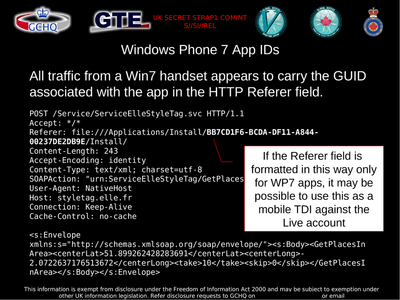 GCHQ
GTE
UK SECRET STRAP1 COMINT
S//SI//REL
Windows Phone 7 App IDs
All traffic from a Win7 handset appears to carry the GUID
associated with the app in the HTTP Referer field.
POST /Service/ServiceElleStyleTag.svc HTTP/1.1
Accept: */*
Referer: file:///Applications/Install/BB7CD1F6-BCDA-DF11-A844-
00237DE2DB9E/Install/
Content-Length: 243
Accept-Encoding: identity
Content-Type: text/xml; charset=utf-8
SOAPAction: "urn:ServiceElleStyleTag/GetPlaces
User-Agent: NativeHost
Host: styletag.elle.fr
Connection: Keep-Alive
Cache-Control: no-cache
If the Referer field is
formatted in this way only
for WP7 apps, it may be
possible to use this as a
mobile TDI against the
Live account
<s:Envelope
xmlns:s="http://schemas.xmlsoap.org/soap/envelope/"><s:Body><GetPlacesIn
Area><centerLat>51.899262428283691</centerLat><centerLong>-
2.0722637176513672</centerLong><take>10</take><skip>0</skip></GetPlacesI
nArea></s:Body></s:Envelope>
This information is exempt from disclosure under the Freedom of Information Act 2000 and may be subject to exemption under
other UK information legislation. Refer disclosure requests to GCHQ on or email